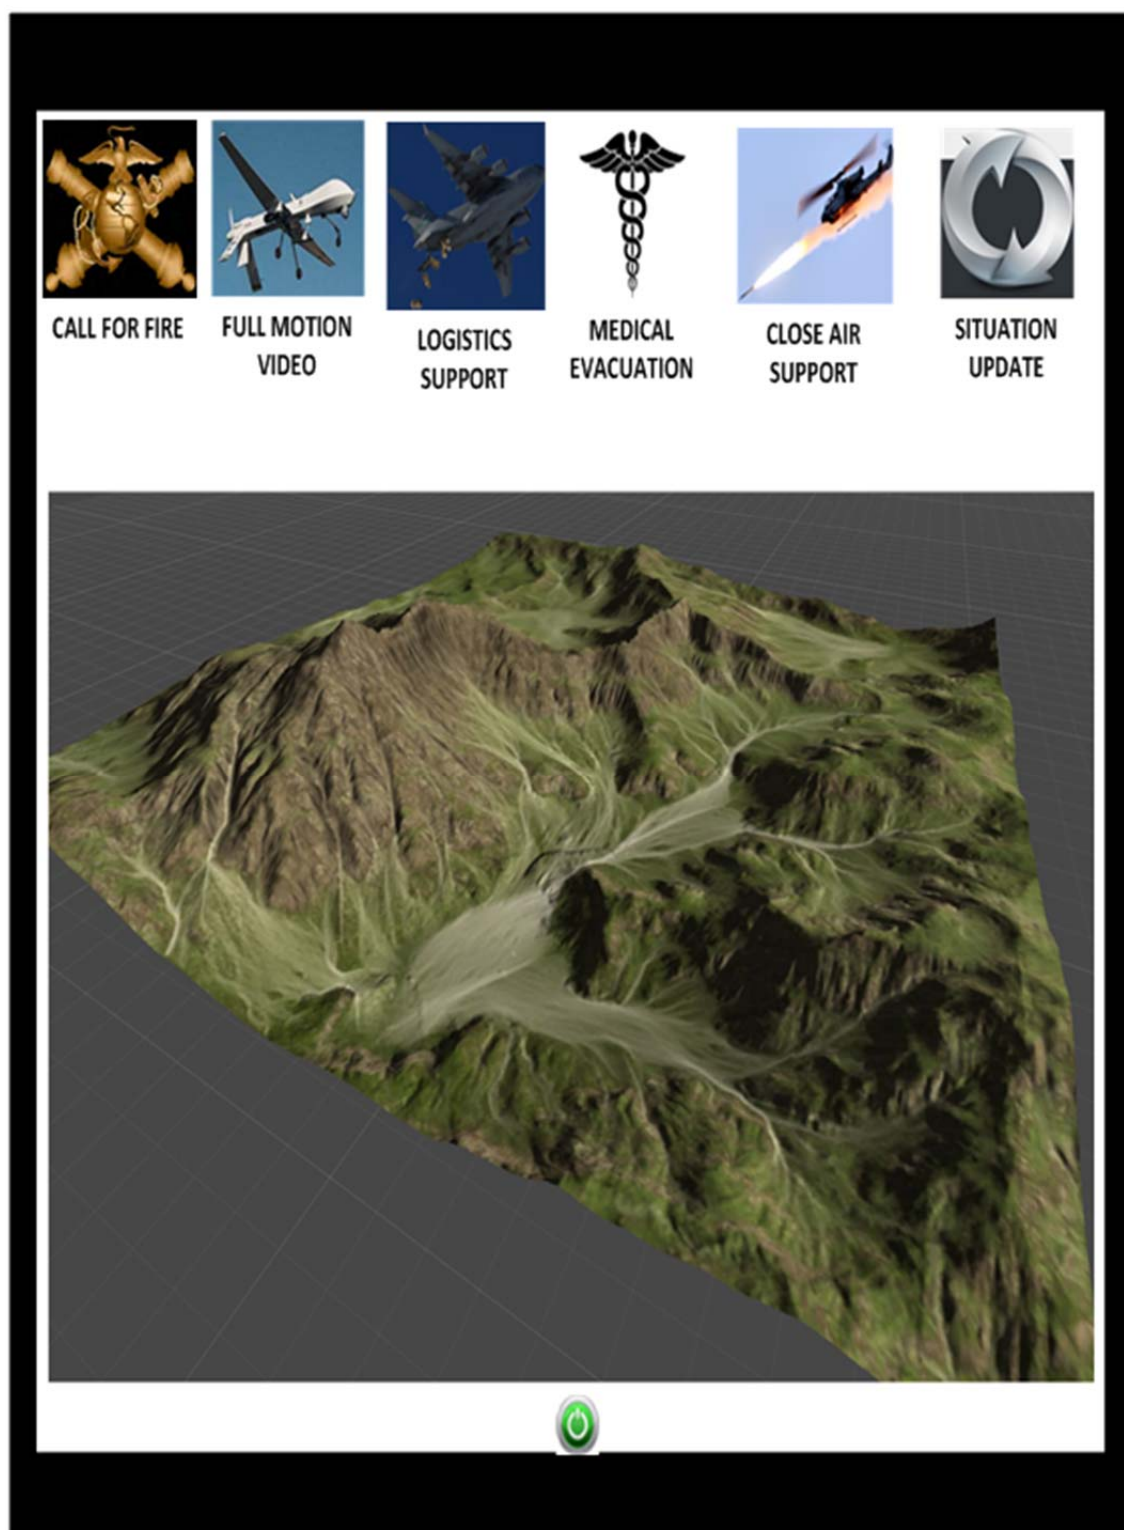 CALL FOR FIRE
FULL MOTION
VIDEO
LOGISTICS
SUPPORT
MEDICAL
EVACUATION
CLOSE AIR
SUPPORT
SITUATION
UPDATE